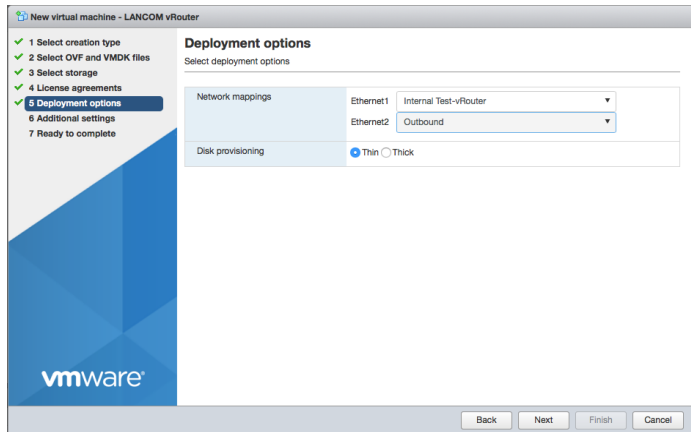 New virtual machine - LANCOM vRouter
1 Select creation type
2 Select OVF and VMDK files
3 Select storage
4 License agreements
5 Deployment options
6 Additional settings
7 Ready to complete
Deployment options
Select deployment options
Network mappings
Ethernet1 Internal Test-vRouter
Ethernet2 Outbound
Disk provisioning
Thin Thick
vmware®
Back Next Finish Cancel